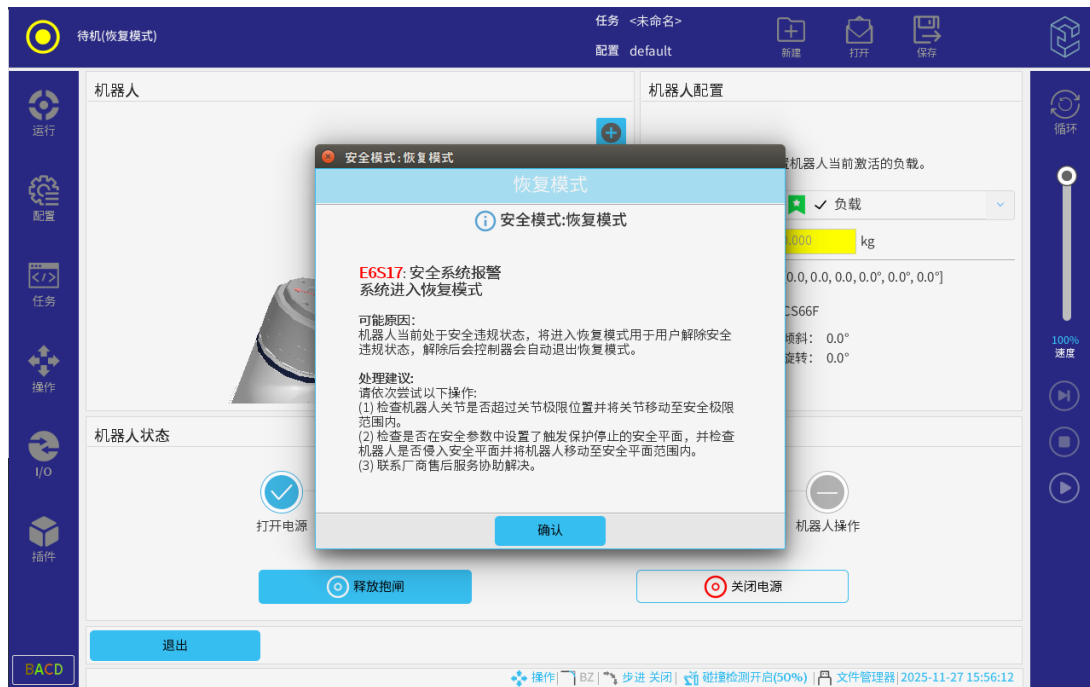 待机(恢复模式)
任务 <未命名>
配置 default
新建
打开
保存
运行
配置
任务
操作
I/O
插件
BACD
机器人
机器人配置
机器人当前激活的负载。
负载
kg
0.0, 0.0, 0.0, 0.0°, 0.0°, 0.0°]
CS66F
倾斜: 0.0°
旋转: 0.0°
安全模式:恢复模式
恢复模式
安全模式:恢复模式
E6S17: 安全系统报警
系统进入恢复模式
可能原因:
机器人当前处于安全违规状态，将进入恢复模式用于用户解除安全
违规状态，解除后会控制器会自动退出恢复模式。
处理建议:
请依次尝试以下操作:
(1) 检查机器人关节是否超过关节极限位置并将关节移动至安全极限
范围内。
(2) 检查是否在安全参数中设置了触发保护停止的安全平面，并检查
机器人是否侵入安全平面并将机器人移动至安全平面范围内。
(3) 联系厂商售后服务协助解决。
确认
机器人状态
打开电源
机器人操作
释放抱闸
关闭电源
退出
循环
100%
速度
操作| BZ| 步进 关闭| 碰撞检测开启(50%) | 文件管理器| 2025-11-27 15:56:12